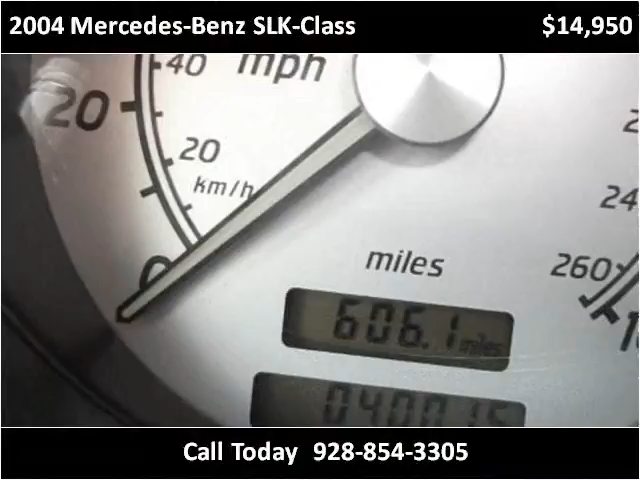 2004 Mercedes-Benz SLK-Class $14,950
40 mph
20
20
km/h
0
miles
24
260
606.1 miles
Call Today 928-854-3305